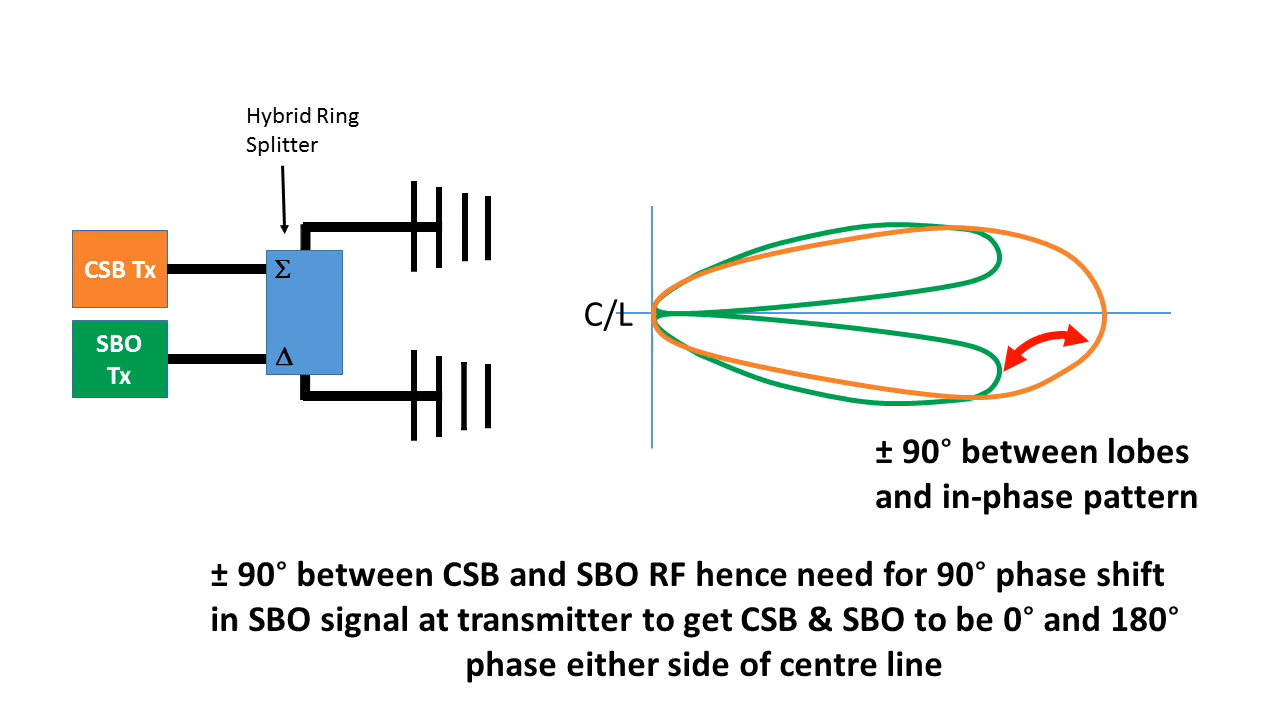 Hybrid Ring
Splitter
CSB Tx
Σ
SBO
Tx
Δ
C/L
± 90° between lobes
and in-phase pattern
± 90° between CSB and SBO RF hence need for 90° phase shift
in SBO signal at transmitter to get CSB & SBO to be 0° and 180°
phase either side of centre line